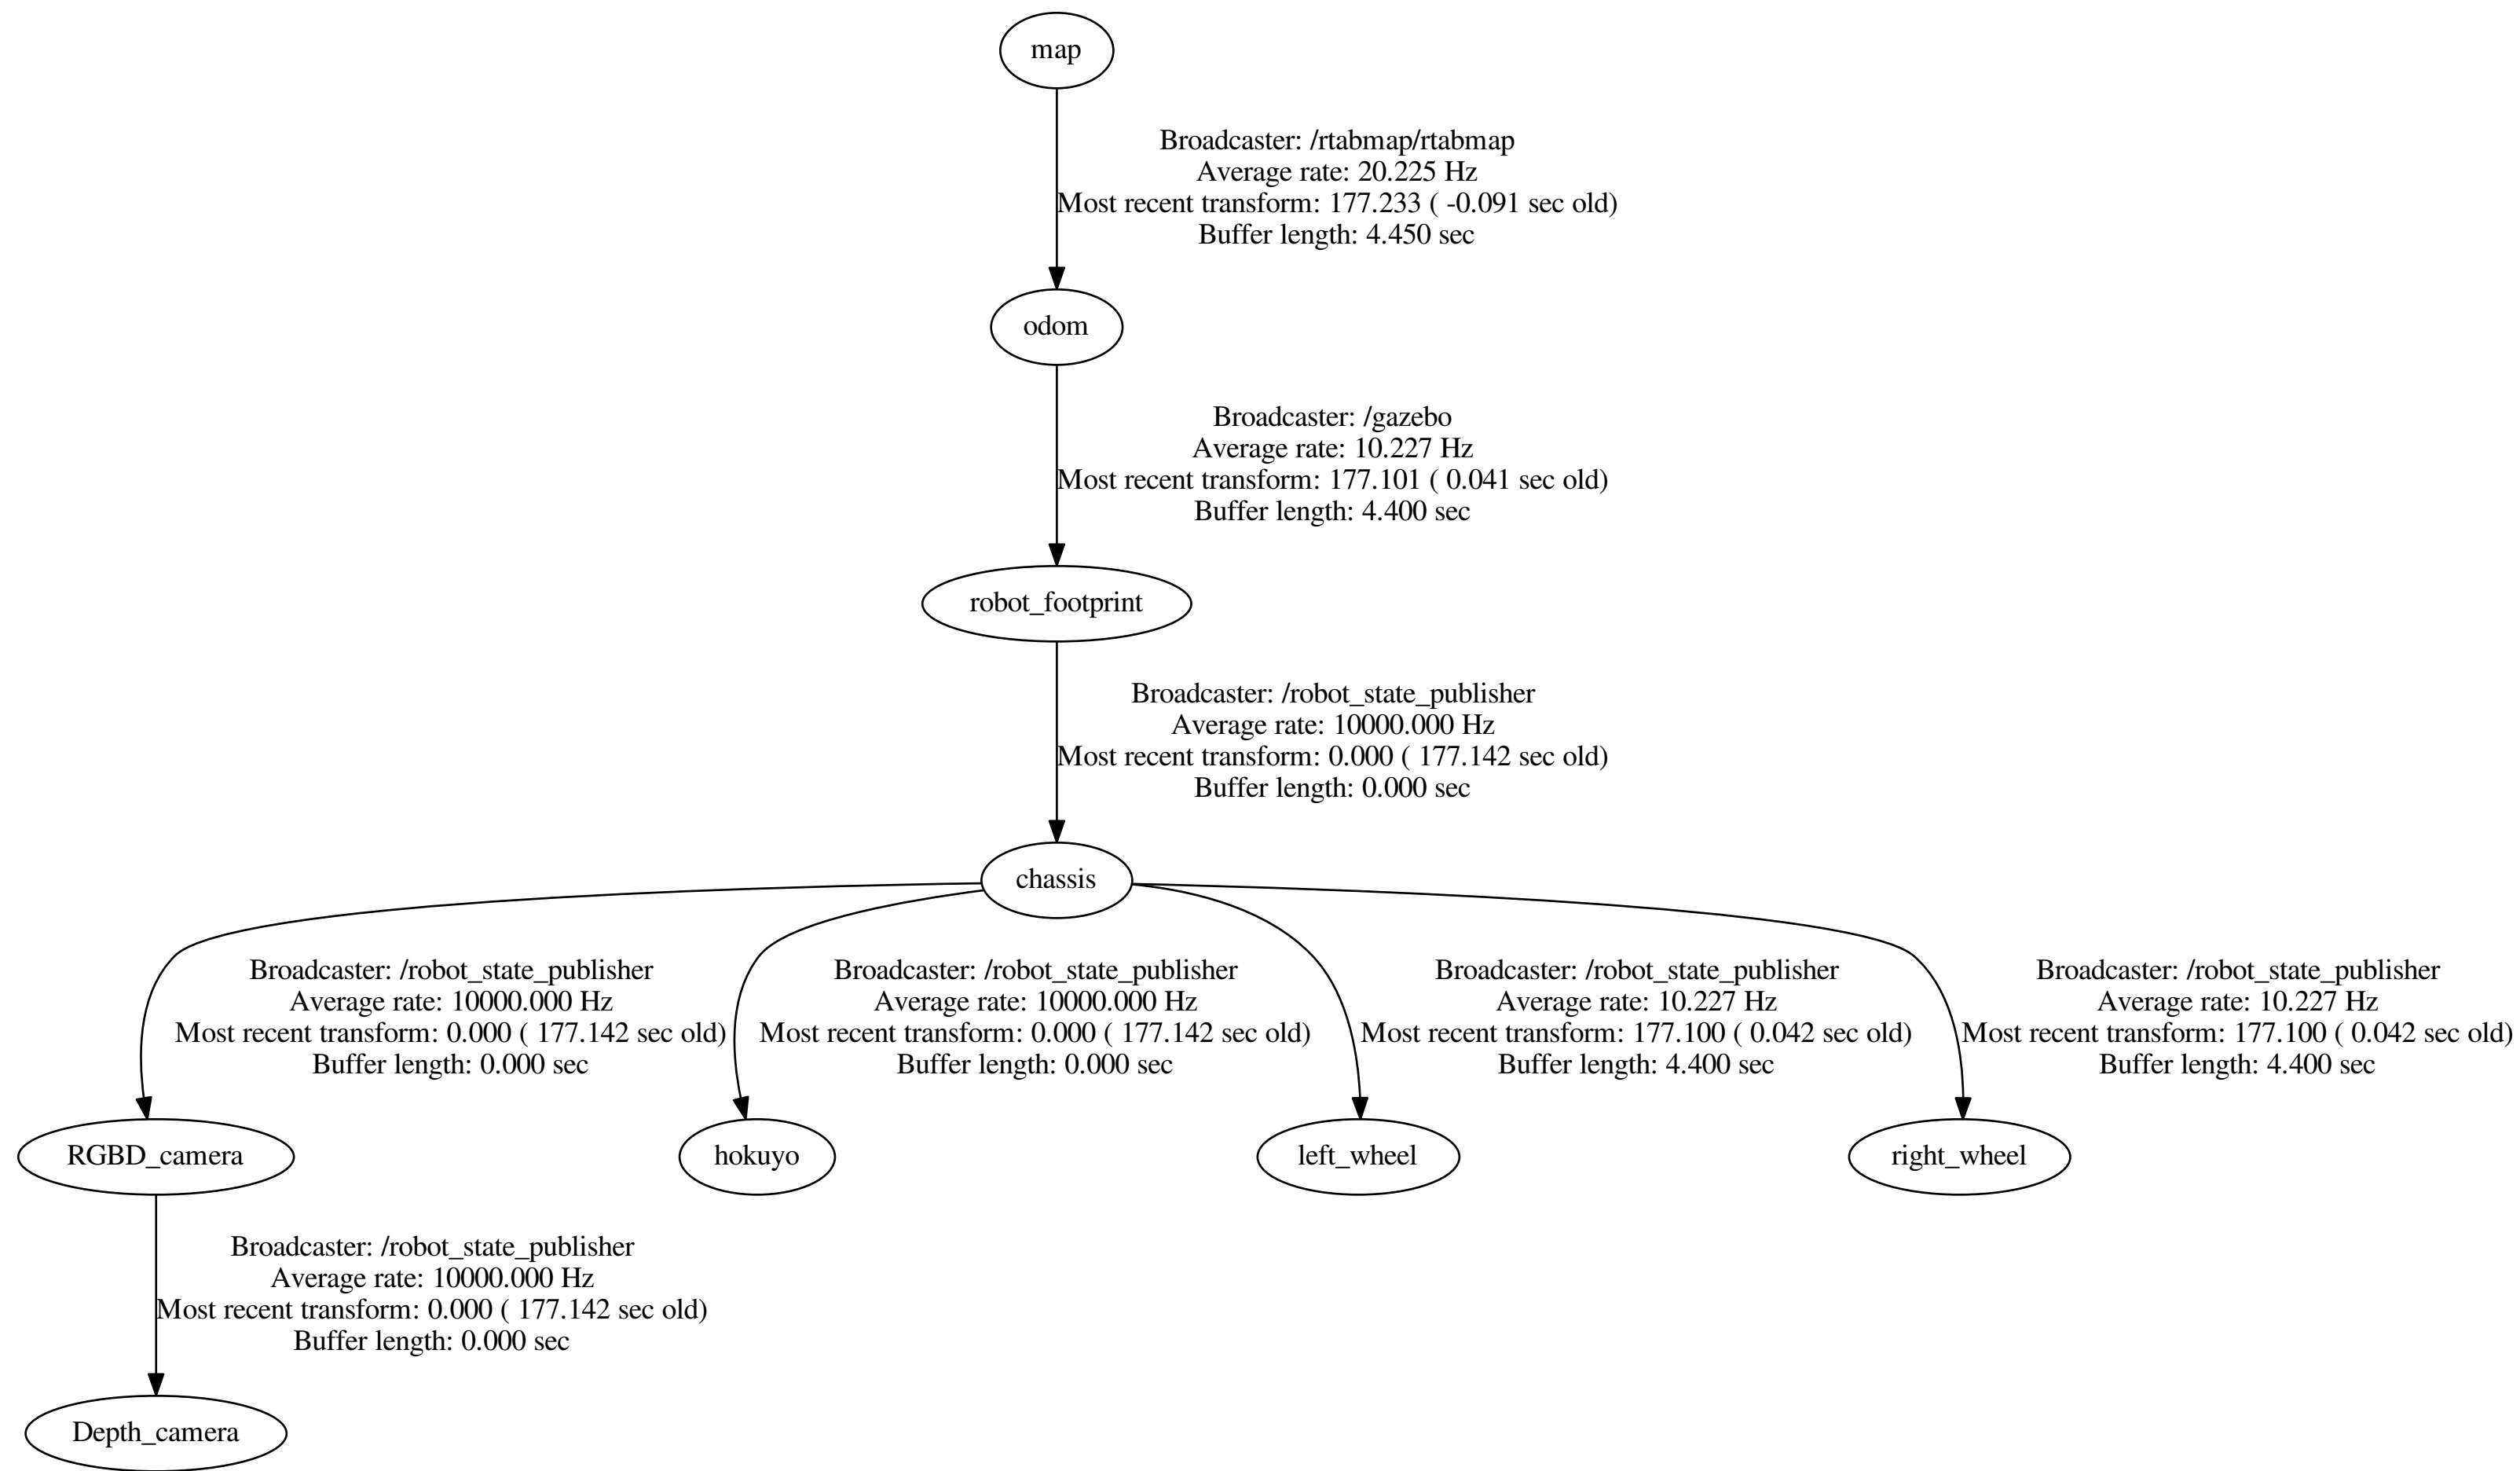 map
Broadcaster: /rtabmap/rtabmap
Average rate: 20.225 Hz
Most recent transform: 177.233 ( -0.091 sec old)
Buffer length: 4.450 sec
odom
Broadcaster: /gazebo
Average rate: 10.227 Hz
Most recent transform: 177.101 ( 0.041 sec old)
Buffer length: 4.400 sec
robot_footprint
Broadcaster: /robot_state_publisher
Average rate: 10000.000 Hz
Most recent transform: 0.000 ( 177.142 sec old)
Buffer length: 0.000 sec
chassis
Broadcaster: /robot_state_publisher
Average rate: 10000.000 Hz
Most recent transform: 0.000 ( 177.142 sec old)
Buffer length: 0.000 sec
Broadcaster: /robot_state_publisher
Average rate: 10000.000 Hz
Most recent transform: 0.000 ( 177.142 sec old)
Buffer length: 0.000 sec
Broadcaster: /robot_state_publisher
Average rate: 10.227 Hz
Most recent transform: 177.100 ( 0.042 sec old)
Buffer length: 4.400 sec
Broadcaster: /robot_state_publisher
Average rate: 10.227 Hz
Most recent transform: 177.100 ( 0.042 sec old)
Buffer length: 4.400 sec
RGBD_camera
hokuyo
left_wheel
right_wheel
Broadcaster: /robot_state_publisher
Average rate: 10000.000 Hz
Most recent transform: 0.000 ( 177.142 sec old)
Buffer length: 0.000 sec
Depth_camera